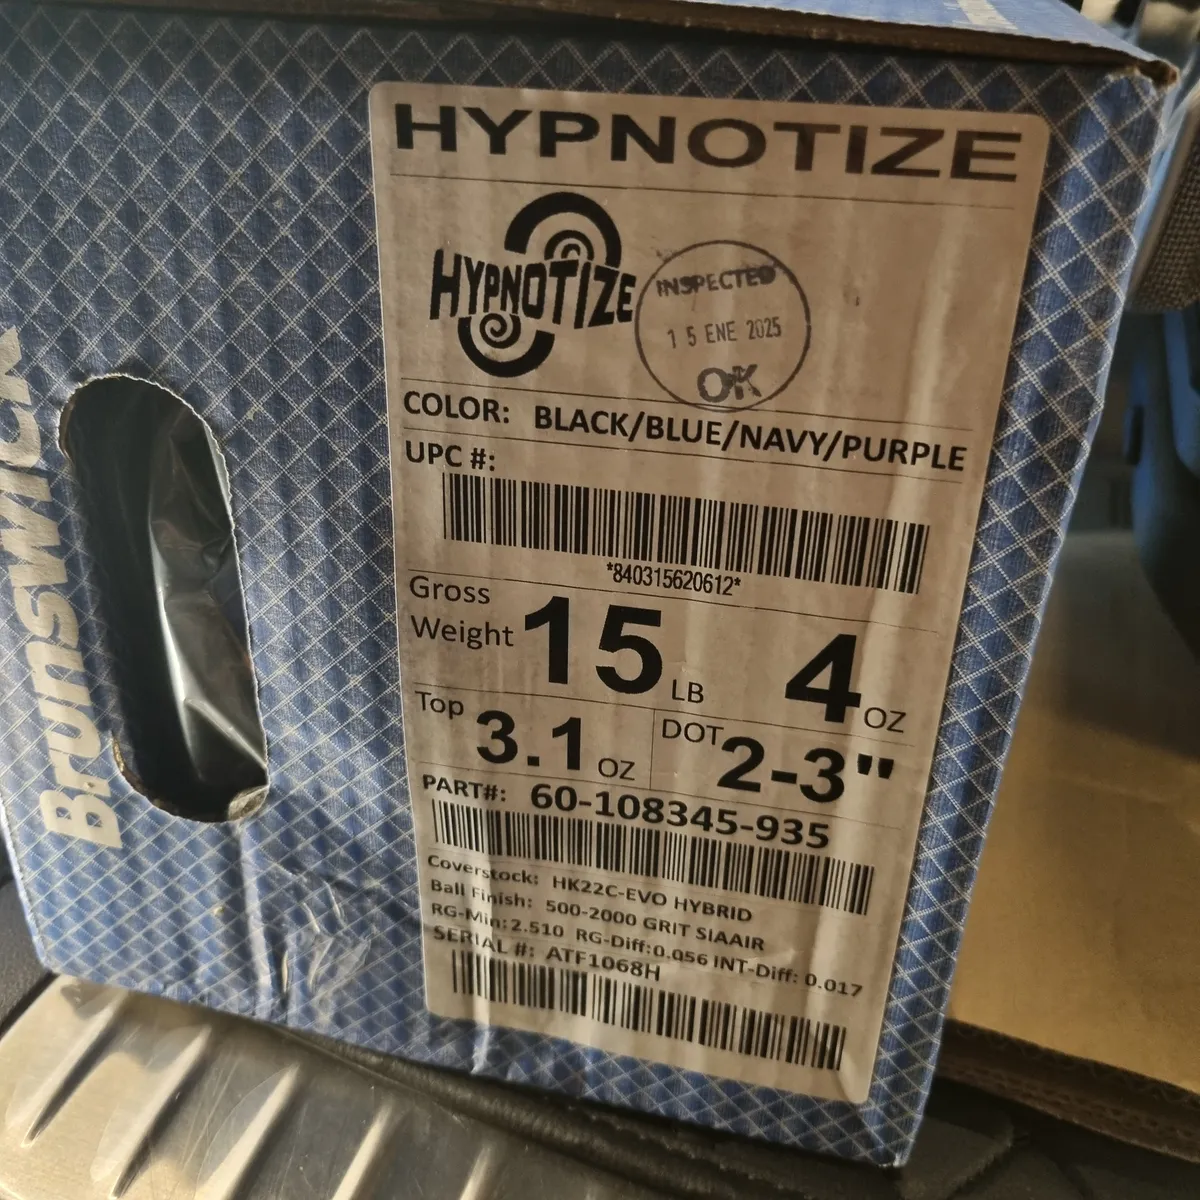 HYPNOTIZE
HYPNOTIZE
INSPECTED
15 ENE 2025
OK
COLOR: BLACK/BLUE/NAVY/PURPLE
UPC #:
*840315620612*
Gross Weight 15 LB 4 OZ
Top 3.1 OZ DOT 2-3"
PART#: 60-108345-935
Coverstock: HK22C-EVO HYBRID
Ball Finish: 500-2000 GRIT SIAAIR
RG-Min: 2.510 RG-Diff: 0.056 INT-Diff: 0.017
SERIAL #: ATF1068H
Brunswick